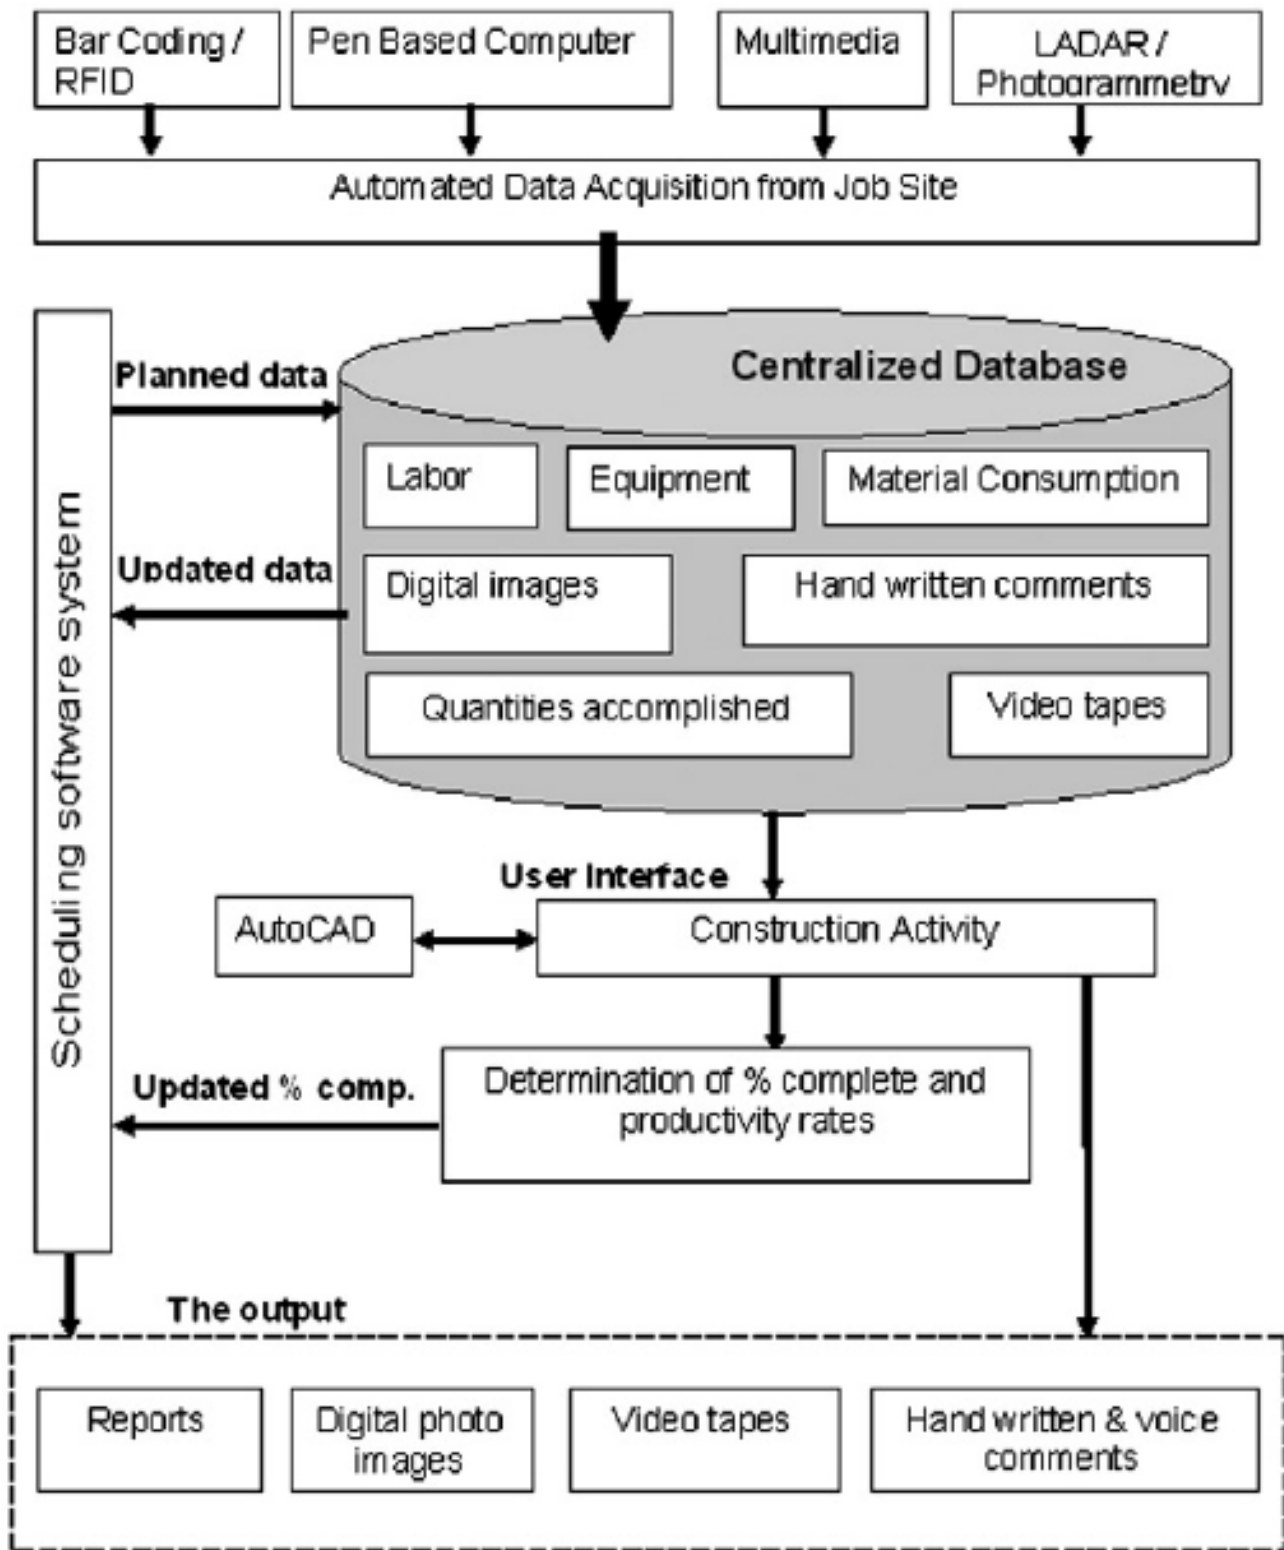 Bar Coding /
RFID
Pen Based Computer
Multimedia
LADAR /
Photogrammetry
Automated Data Acquisition from Job Site
Centralized Database
Planned data
Labor
Equipment
Material Consumption
Updated data
Digital images
Hand written comments
Quantities accomplished
Video tapes
Scheduling software system
User Interface
AutoCAD
Construction Activity
Updated % comp.
Determination of % complete and
productivity rates
The output
Reports
Digital photo
images
Video tapes
Hand written & voice
comments